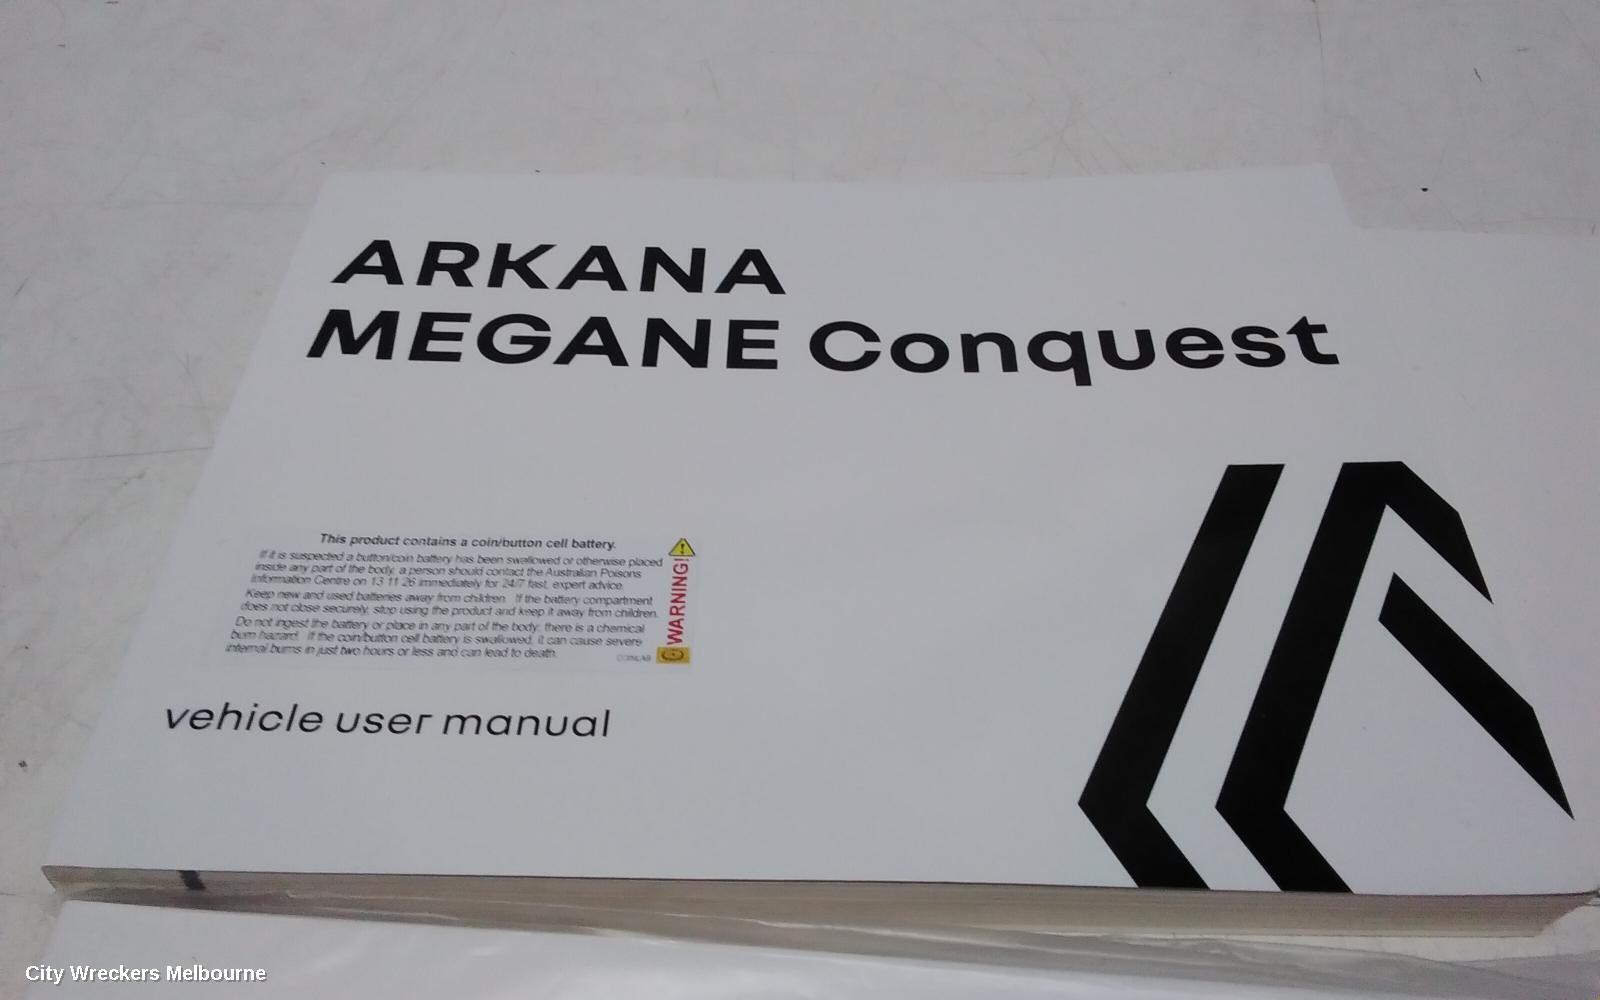 ARKANA
MEGANE Conquest
This product contains a coin/button cell battery.
If it is suspected a button/coin battery has been swallowed or otherwise placed
inside any part of the body, a person should contact the Australian Poisons
Information Centre on 13 11 26 immediately for 24/7 fast, expert advice.
Keep new and used batteries away from children. If the battery compartment
does not close securely, stop using the product and keep it away from children.
Do not ingest the battery or place in any part of the body: there is a chemical
burn hazard. If the coin/button cell battery is swallowed, it can cause severe
internal burns in just two hours or less and can lead to death.
COINLAB
WARNING!
vehicle user manual
City Wreckers Melbourne